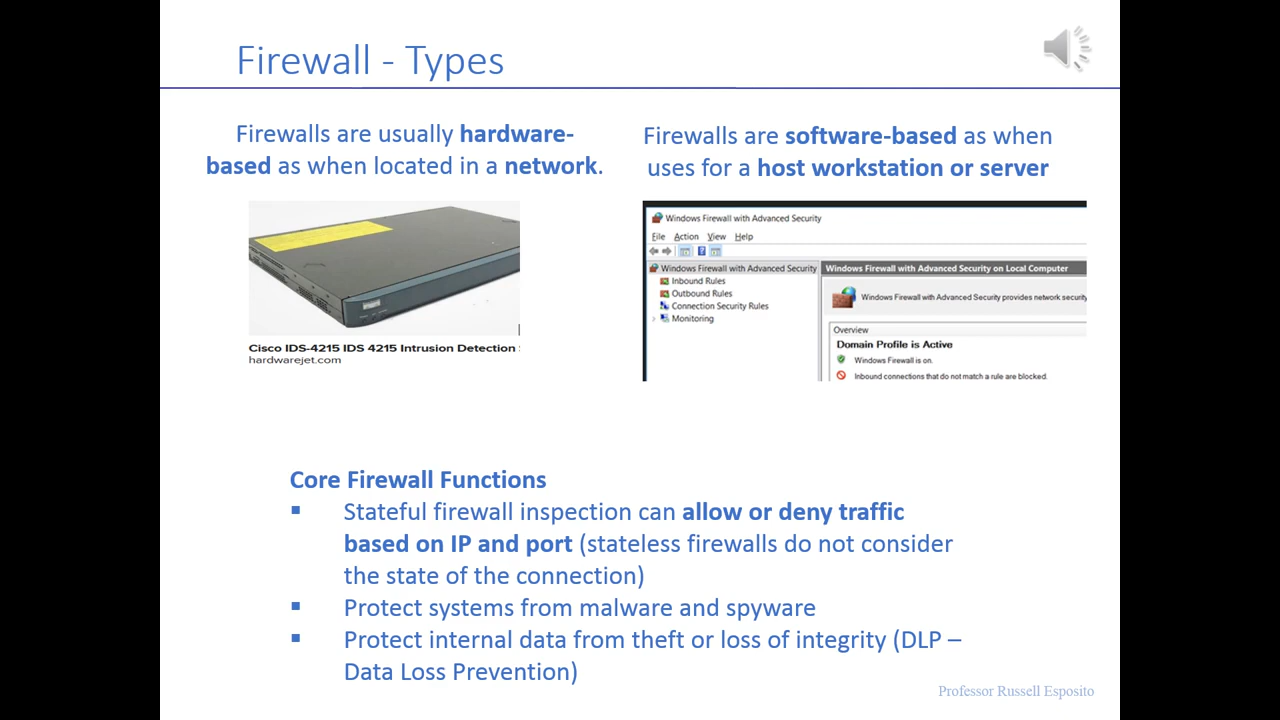 Firewall - Types
Firewalls are usually hardware-
based as when located in a network.
Firewalls are software-based as when
uses for a host workstation or server
Cisco IDS-4215 IDS 4215 Intrusion Detection
hardwarejet.com
Windows Firewall with Advanced Security
File Action View Help
Windows Firewall with Advanced Security
Inbound Rules
Outbound Rules
Connection Security Rules
Monitoring
Windows Firewall with Advanced Security on Local Computer
Windows Firewall with Advanced Security provides network security
Overview
Domain Profile is Active
Windows Firewall is on.
Inbound connections that do not match a rule are blocked.
Core Firewall Functions
▪ Stateful firewall inspection can allow or deny traffic
based on IP and port (stateless firewalls do not consider
the state of the connection)
▪ Protect systems from malware and spyware
▪ Protect internal data from theft or loss of integrity (DLP –
Data Loss Prevention)
Professor Russell Esposito